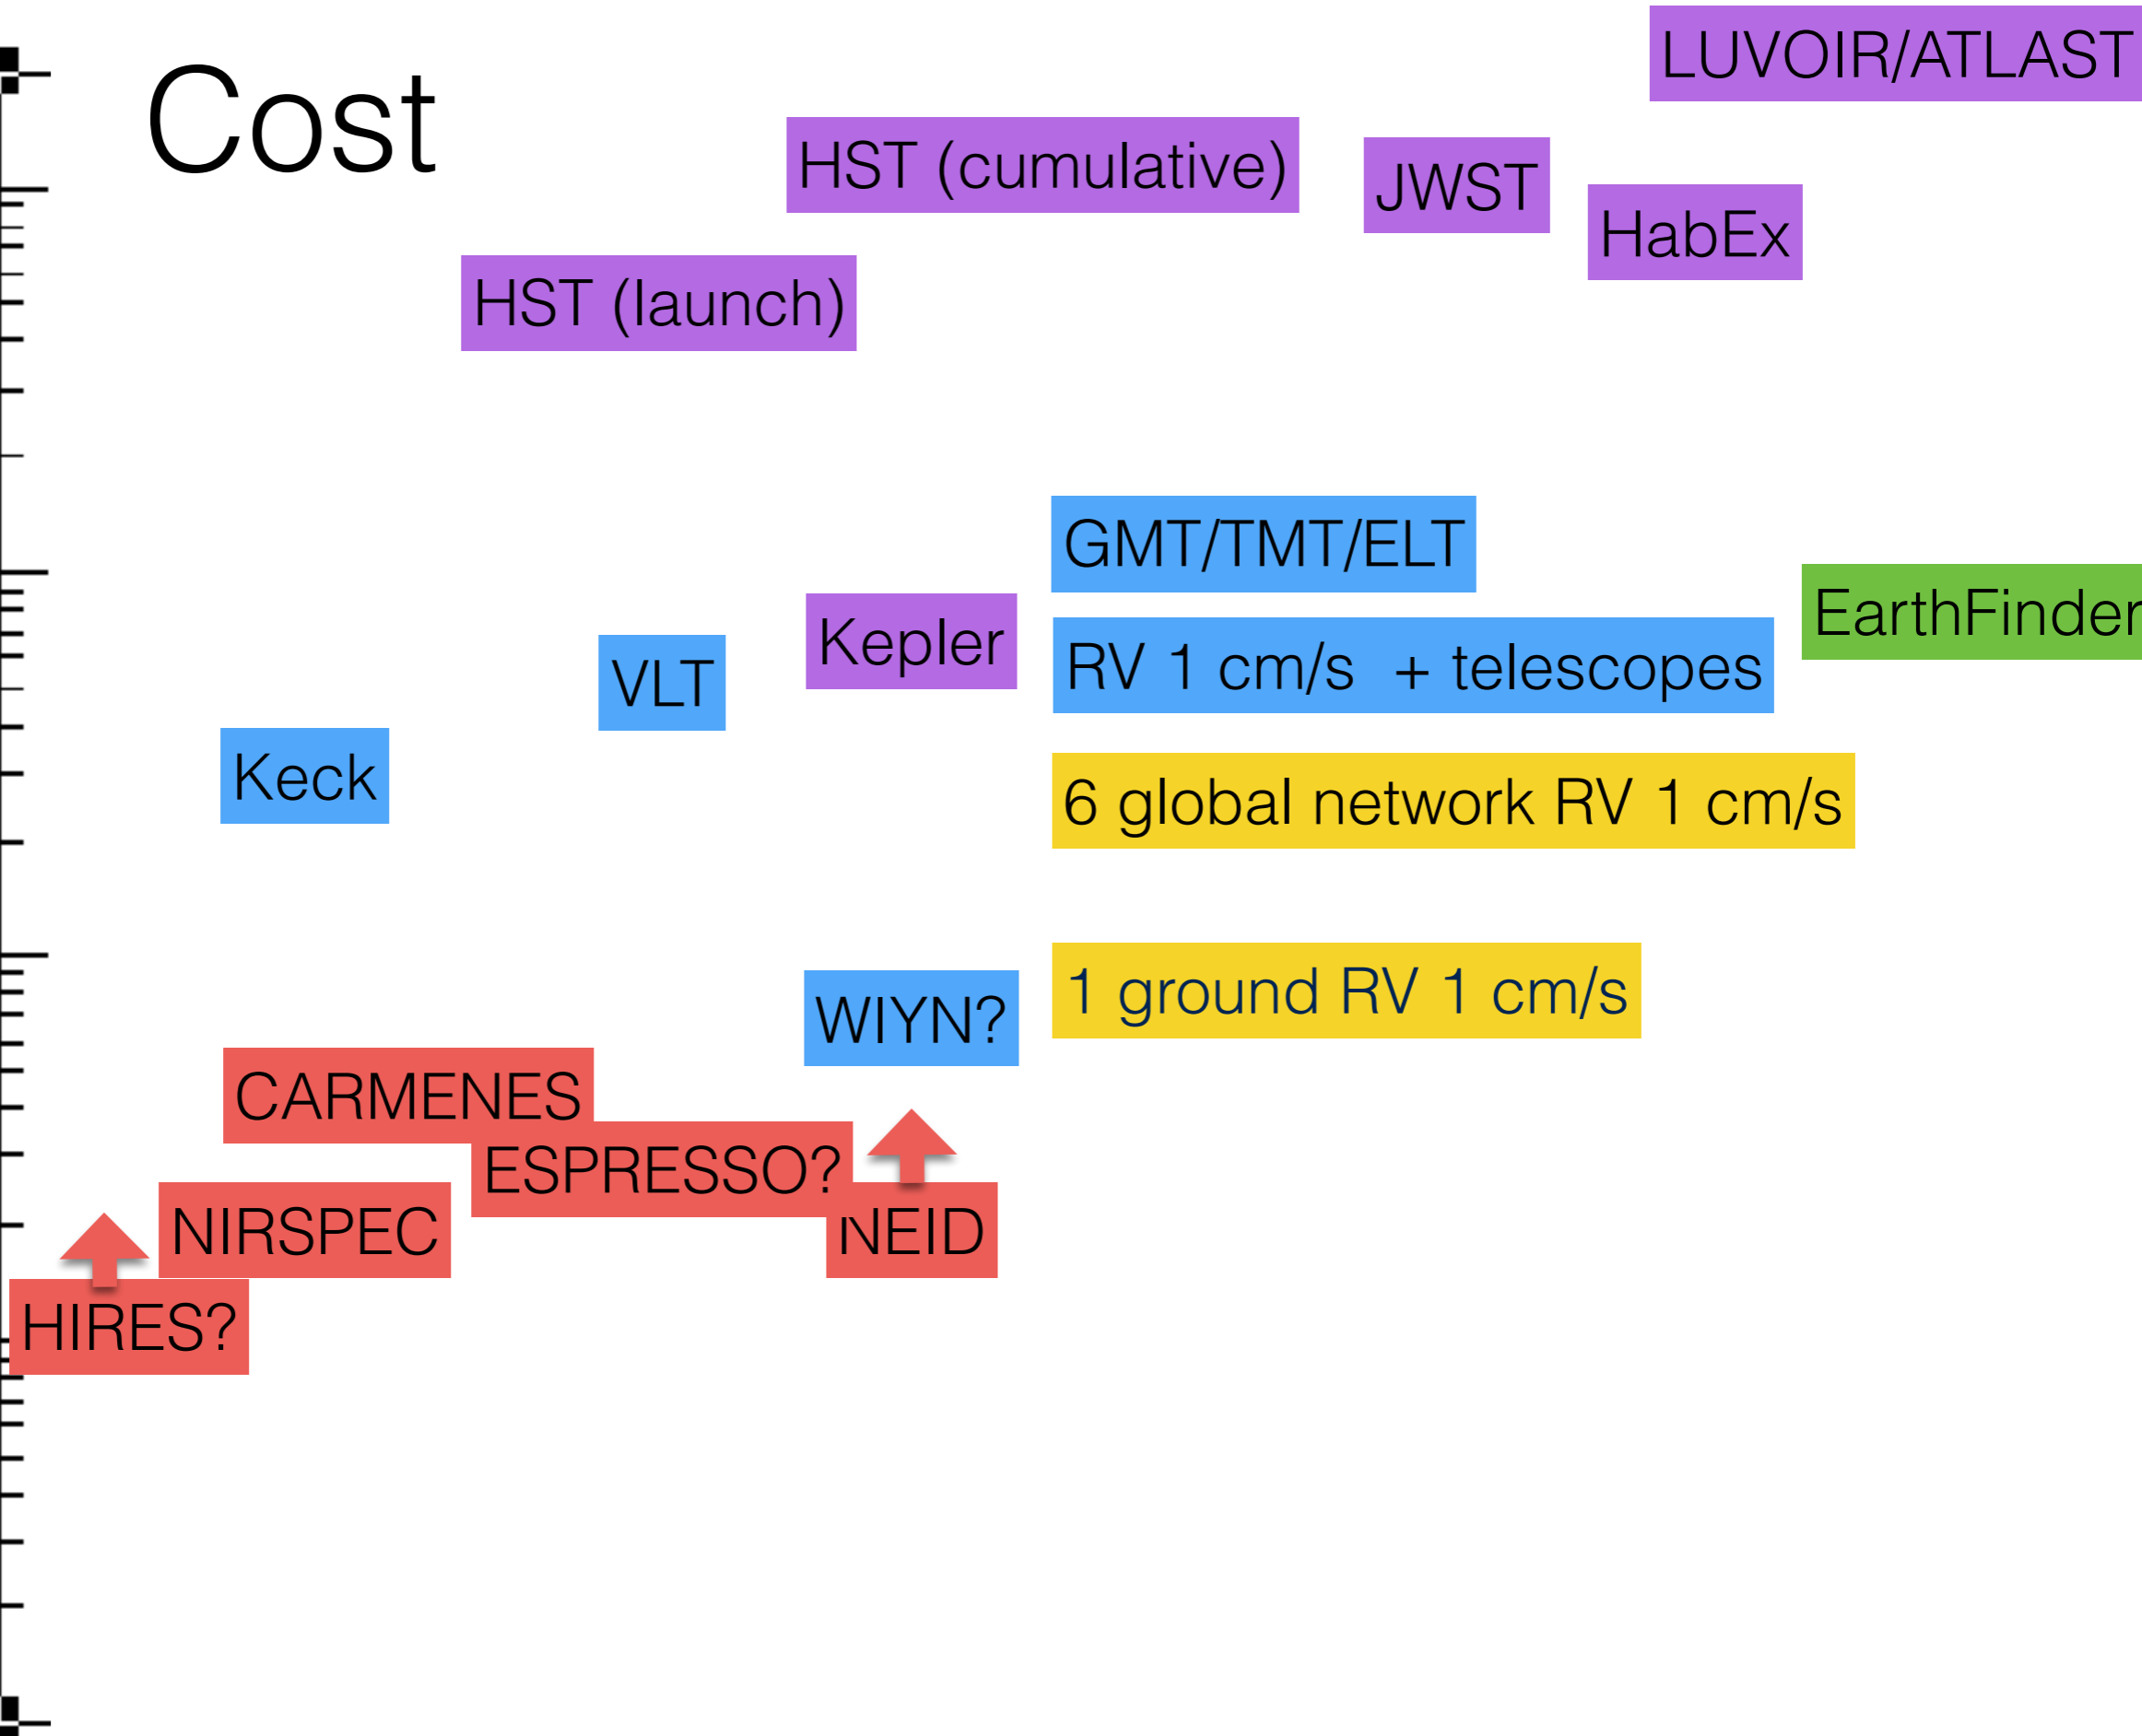 LUVOIR/ATLAST
Cost
HST (cumulative)
JWST
HabEx
HST (launch)
GMT/TMT/ELT
EarthFinder
Kepler
RV 1 cm/s + telescopes
VLT
Keck
6 global network RV 1 cm/s
1 ground RV 1 cm/s
WIYN?
CARMENES
ESPRESSO?
NIRSPEC
NEID
HIRES?